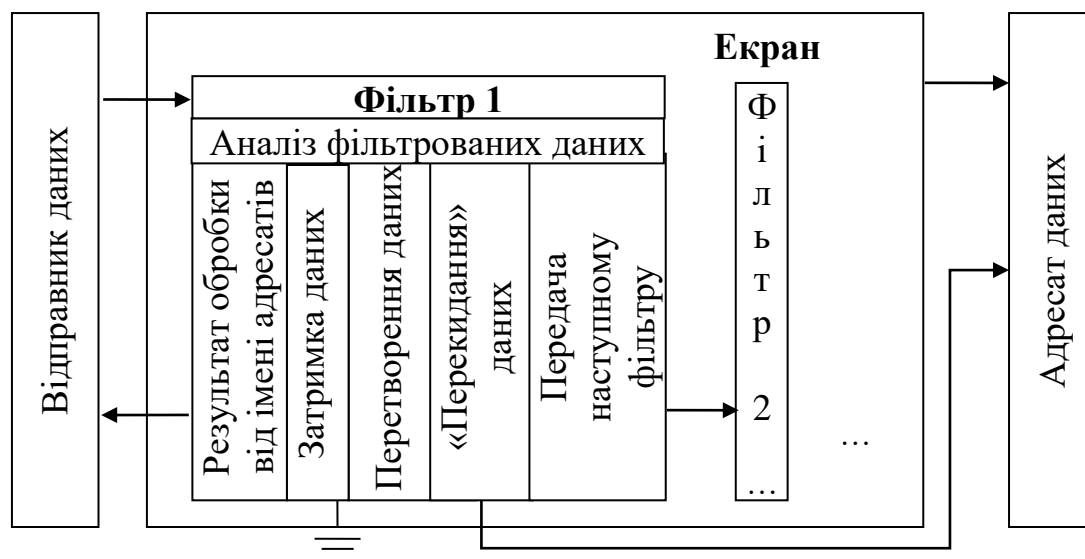 Відправник даних
Екран
Фільтр 1
Аналіз фільтрованих даних
Результат обробки
від імені адресатів
Затримка даних
Перетворення даних
«Перекидання»
даних
Передача
наступному
фільтру
Фільтр 2 …
…
Адресат даних